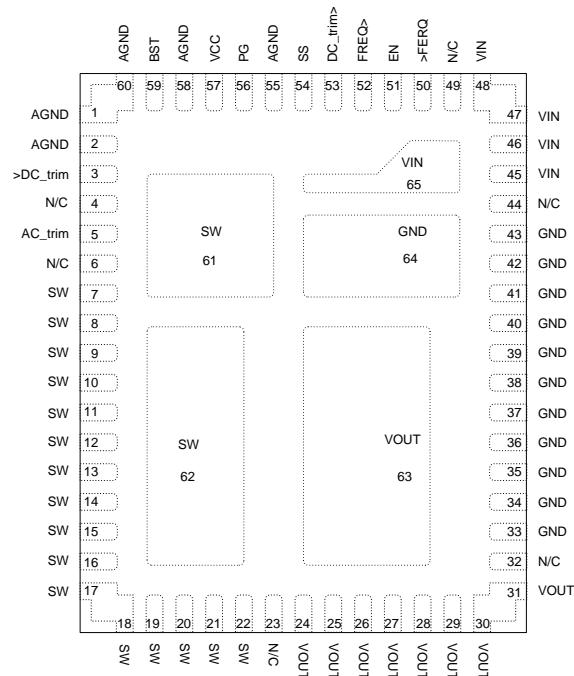 AGND
BST
AGND
VCC
PG
AGND
SS
DC_trim>
FREQ>
EN
>FERQ
N/C
VIN
60
59
58
57
56
55
54
53
52
51
50
49
48
AGND 1
AGND 2
>DC_trim 3
N/C 4
AC_trim 5
N/C 6
SW 7
SW 8
SW 9
SW 10
SW 11
SW 12
SW 13
SW 14
SW 15
SW 16
SW 17
VIN
65
SW
61
GND
64
SW
62
VOUT
63
47 VIN
46 VIN
45 VIN
44 N/C
43 GND
42 GND
41 GND
40 GND
39 GND
38 GND
37 GND
36 GND
35 GND
34 GND
33 GND
32 N/C
31 VOUT
18
19
20
21
22
23
24
25
26
27
28
29
30
SW
SW
SW
SW
SW
N/C
VOUT
VOUT
VOUT
VOUT
VOUT
VOUT
VOUT